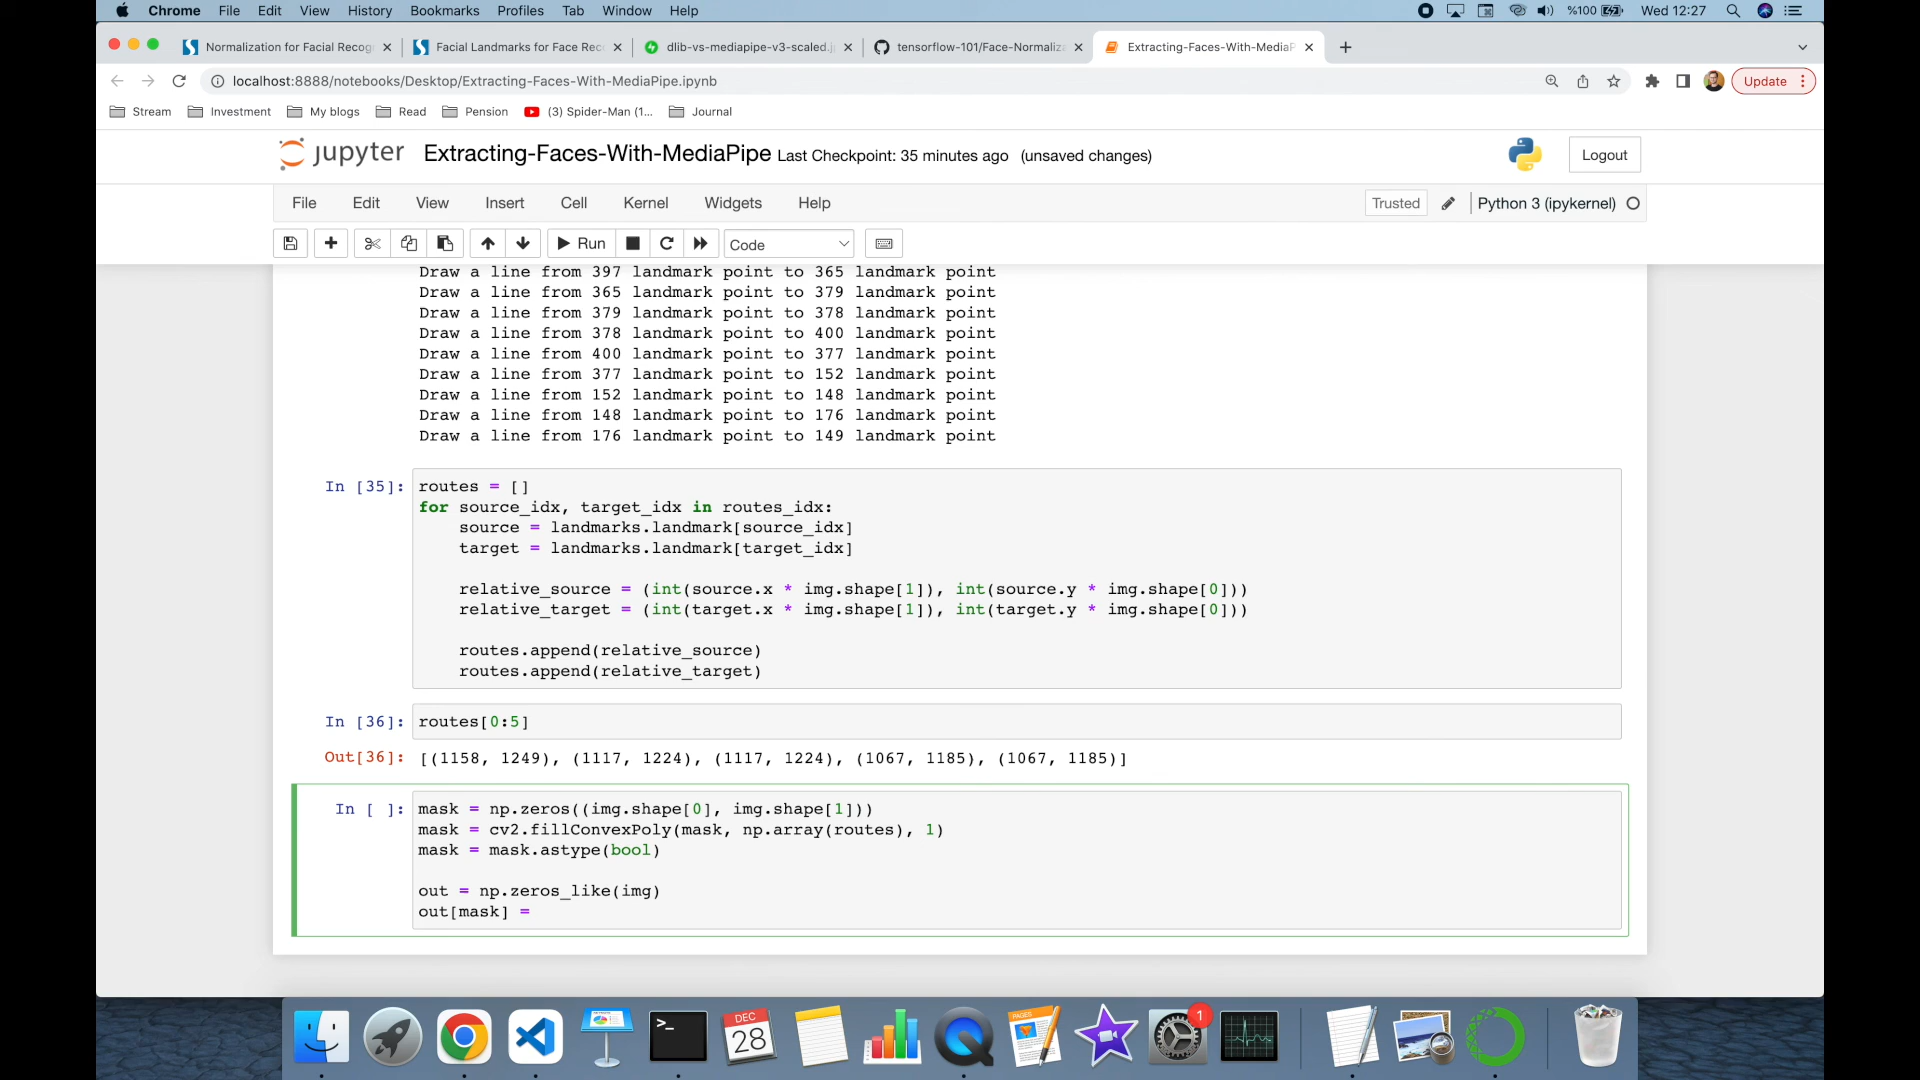 Chrome File Edit View History Bookmarks Profiles Tab Window Help %100 Wed 12:27
Normalization for Facial Recog
Facial Landmarks for Face Rec
dlib-vs-mediapipe-v3-scaled.j
tensorflow-101/Face-Normaliza
Extracting-Faces-With-MediaP
localhost:8888/notebooks/Desktop/Extracting-Faces-With-MediaPipe.ipynb
Update
Stream Investment My blogs Read Pension (3) Spider-Man (1... Journal
jupyter Extracting-Faces-With-MediaPipe Last Checkpoint: 35 minutes ago (unsaved changes)
Logout
File Edit View Insert Cell Kernel Widgets Help
Trusted Python 3 (ipykernel)
Run Code
Draw a line from 397 landmark point to 365 landmark point
Draw a line from 365 landmark point to 379 landmark point
Draw a line from 379 landmark point to 378 landmark point
Draw a line from 378 landmark point to 400 landmark point
Draw a line from 400 landmark point to 377 landmark point
Draw a line from 377 landmark point to 152 landmark point
Draw a line from 152 landmark point to 148 landmark point
Draw a line from 148 landmark point to 176 landmark point
Draw a line from 176 landmark point to 149 landmark point
In [35]: routes = []
for source_idx, target_idx in routes_idx:
source = landmarks.landmark[source_idx]
target = landmarks.landmark[target_idx]
relative_source = (int(source.x * img.shape[1]), int(source.y * img.shape[0]))
relative_target = (int(target.x * img.shape[1]), int(target.y * img.shape[0]))
routes.append(relative_source)
routes.append(relative_target)
In [36]: routes[0:5]
Out[36]: [(1158, 1249), (1117, 1224), (1117, 1224), (1067, 1185), (1067, 1185)]
In [ ]: mask = np.zeros((img.shape[0], img.shape[1]))
mask = cv2.fillConvexPoly(mask, np.array(routes), 1)
mask = mask.astype(bool)
out = np.zeros_like(img)
out[mask] =
DEC
28
PAGES
1